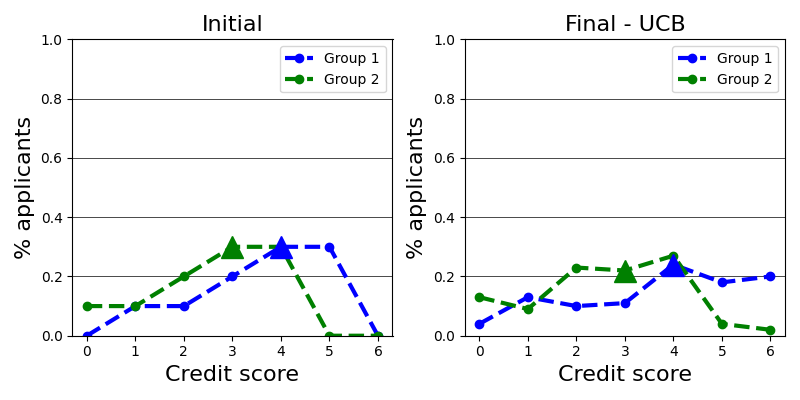 Initial
Final - UCB
1.0
0.8
0.6
0.4
0.2
0.0
% applicants
0 1 2 3 4 5 6
Credit score
Group 1
Group 2
1.0
0.8
0.6
0.4
0.2
0.0
% applicants
0 1 2 3 4 5 6
Credit score
Group 1
Group 2